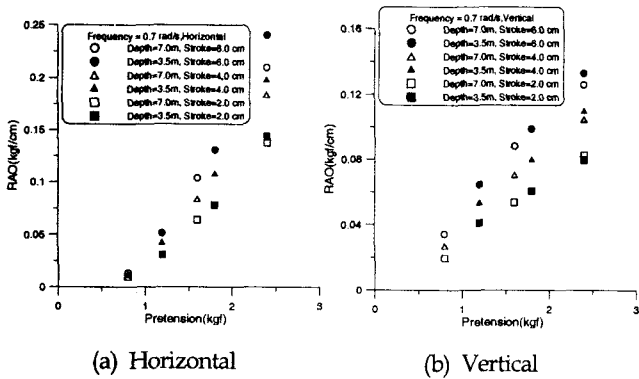 Frequency = 0.7 rad/s,Horizontal
Depth=7.0m, Stroke=6.0 cm
Depth=3.5m, Stroke=6.0 cm
Depth=7.0m, Stroke=4.0 cm
Depth=3.5m, Stroke=4.0 cm
Depth=7.0m, Stroke=2.0 cm
Depth=3.5m, Stroke=2.0 cm
0.25
0.2
0.15
0.1
0.05
0
RAO(kgf/cm)
0 1 2 3
Pretension(kgf)
(a) Horizontal
Frequency = 0.7 rad/s,Vertical
Depth=7.0m, Stroke=6.0 cm
Depth=3.5m, Stroke=6.0 cm
Depth=7.0m, Stroke=4.0 cm
Depth=3.5m, Stroke=4.0 cm
Depth=7.0m, Stroke=2.0 cm
Depth=3.5m, Stroke=2.0 cm
0.16
0.12
0.08
0.04
0
RAO(kgf/cm)
0 1 2 3
Pretension(kgf)
(b) Vertical